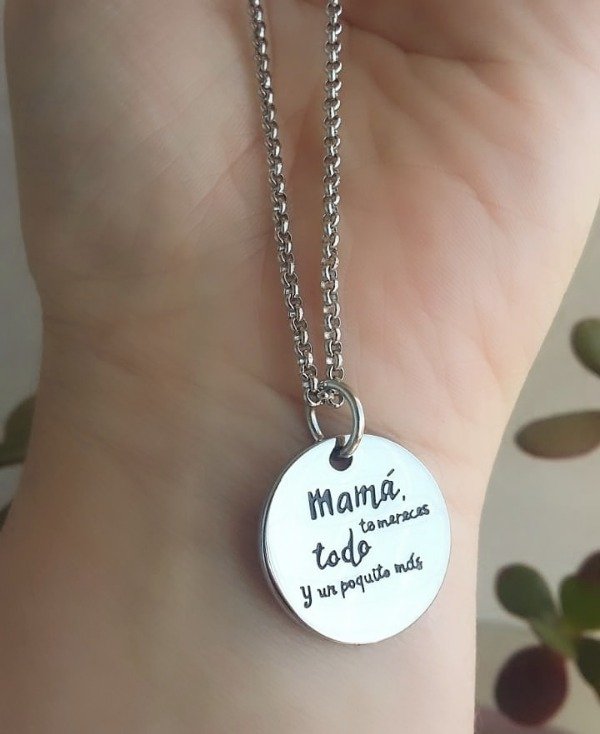 Mamá,
te mereces
todo
y un poquito más